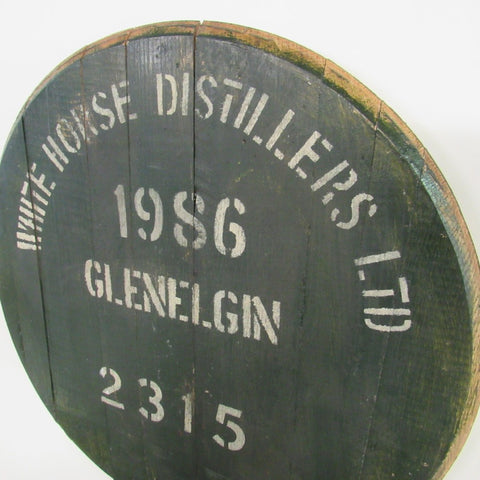 WHITE HORSE DISTILLERS LTD
1986
GLENELGIN
2315